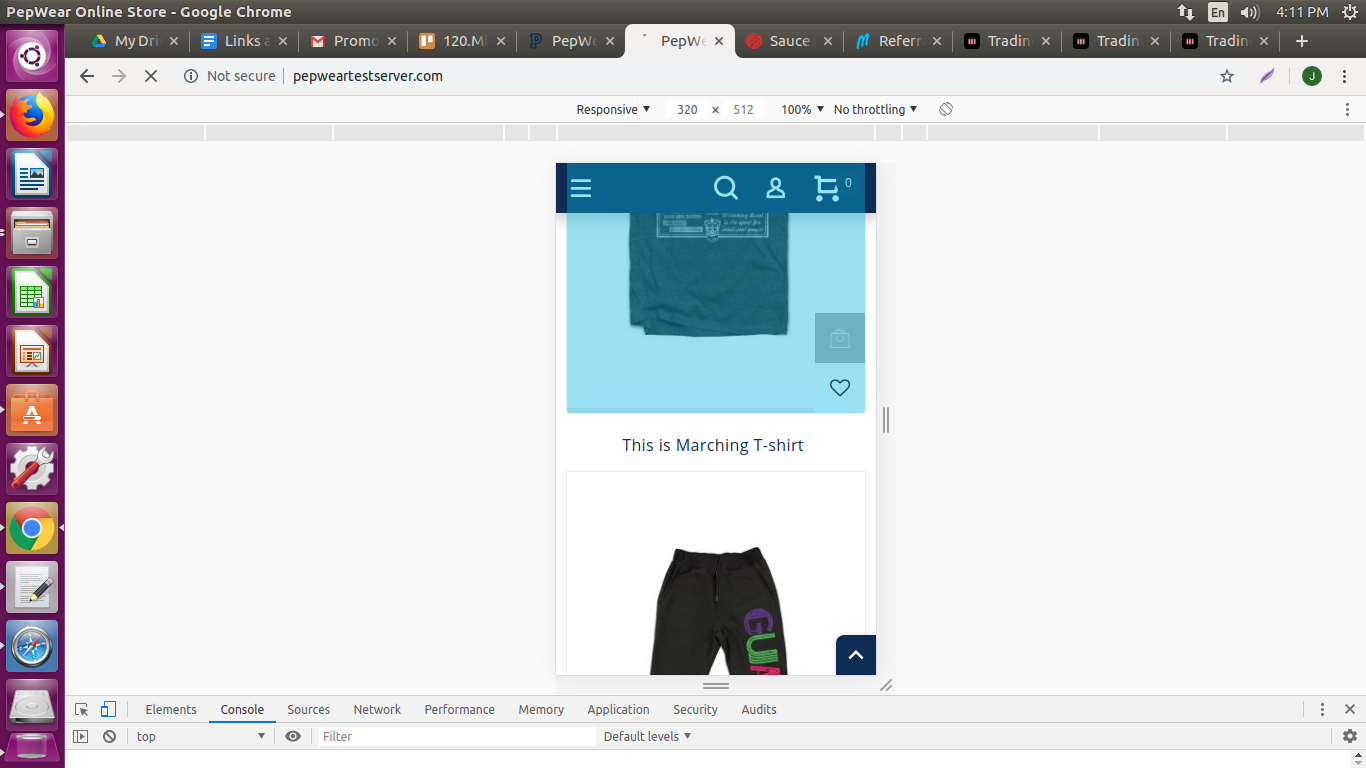 PepWear Online Store - Google Chrome
En
4:11 PM
My Dri
Links a
Promo
120.Mi
PepWe
PepWe
Sauce
Referr
Tradin
Tradin
Tradin
Not secure
pepweartestserver.com
J
Responsive
320 × 512
100%
No throttling
0
This is Marching T-shirt
GUM
Elements
Console
Sources
Network
Performance
Memory
Application
Security
Audits
top
Filter
Default levels